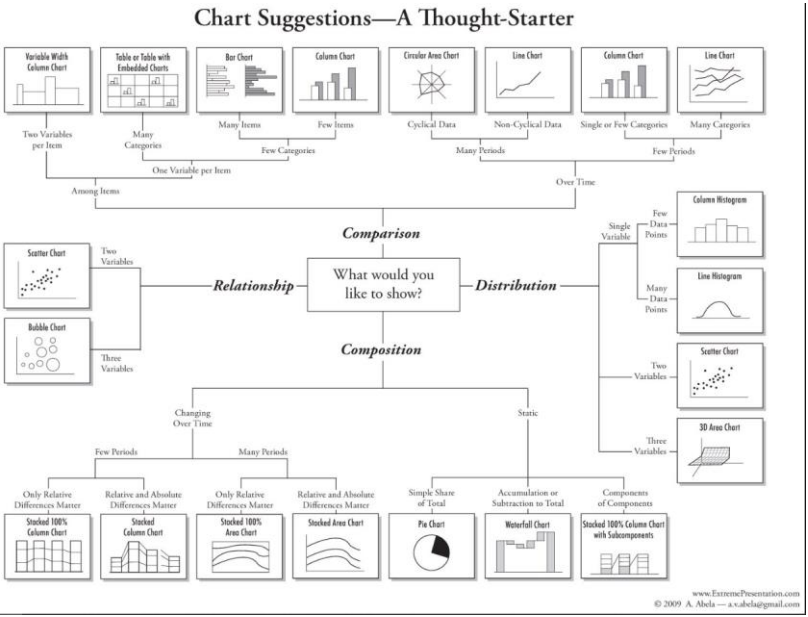 Chart Suggestions—A Thought-Starter
Variable Width
Column Chart
Table or Table with
Embedded Charts
Bar Chart
Column Chart
Circular Area Chart
Line Chart
Column Chart
Line Chart
Two Variables
per Item
Many
Categories
Many Items
Few Items
Cyclical Data
Non-Cyclical Data
Single or Few Categories
Many Categories
Few Categories
Many Periods
Few Periods
One Variable per Item
Among Items
Over Time
Comparison
What would you
like to show?
Relationship
Two
Variables
Scatter Chart
Three
Variables
Bubble Chart
Distribution
Single
Variable
Few
Data
Points
Column Histogram
Many
Data
Points
Line Histogram
Two
Variables
Scatter Chart
Three
Variables
3D Area Chart
Composition
Changing
Over Time
Static
Few Periods
Many Periods
Only Relative
Differences Matter
Relative and Absolute
Differences Matter
Only Relative
Differences Matter
Relative and Absolute
Differences Matter
Simple Share
of Total
Accumulation or
Subtraction to Total
Components
of Components
Stacked 100%
Column Chart
Stacked
Column Chart
Stacked 100%
Area Chart
Stacked Area Chart
Pie Chart
Waterfall Chart
Stacked 100% Column Chart
with Subcomponents
www.ExtremePresentation.com
© 2009 A. Abela — a.v.abela@gmail.com